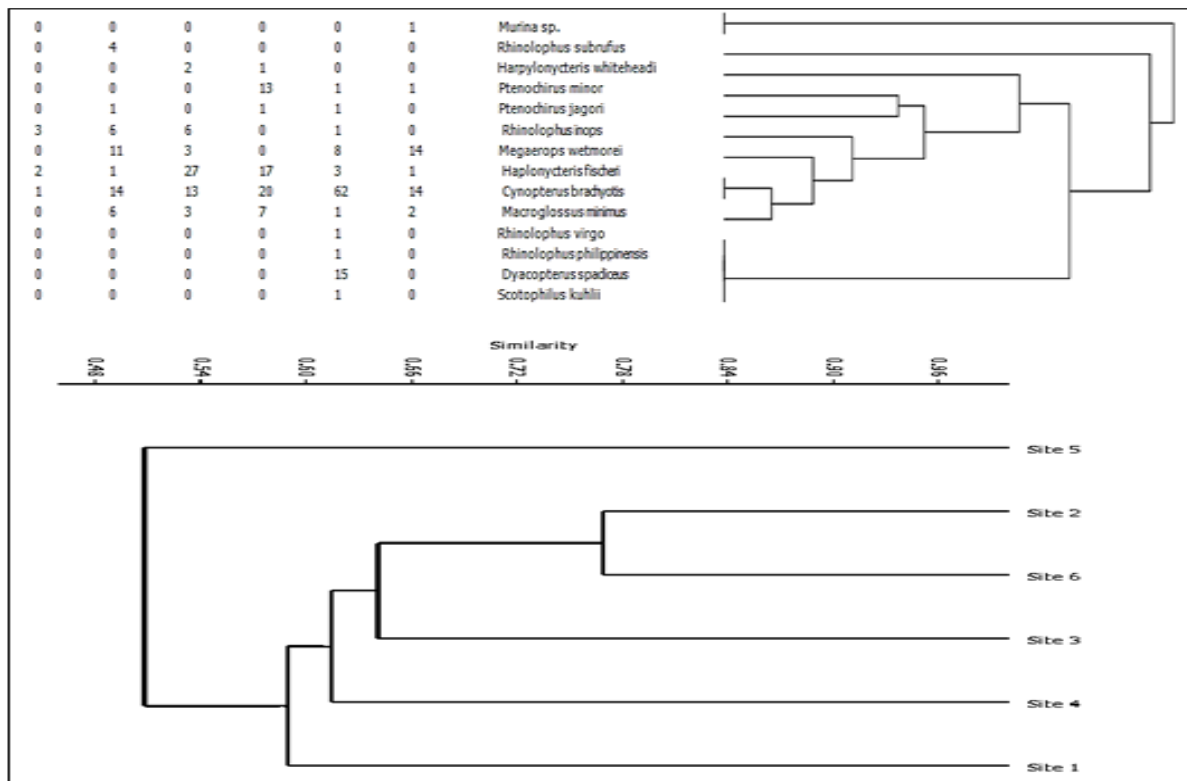 0 0 0 0 0 1 Murina sp.
0 4 0 0 0 0 Rhinolophus subrufus
0 0 2 1 0 0 Harpylonycteris whiteheadi
0 0 0 13 1 1 Ptenochirus minor
0 1 0 1 1 0 Ptenochirus jagori
3 6 6 0 1 0 Rhinolophus inops
0 11 3 0 8 14 Megaerops wetmorei
2 1 27 17 3 1 Haplonycteris fischeri
1 14 13 20 62 14 Cynopterus brachyotis
0 6 3 7 1 2 Macroglossus minimus
0 0 0 0 1 0 Rhinolophus virgo
0 0 0 0 1 0 Rhinolophus philippinensis
0 0 0 0 15 0 Dyacopterus spadiceus
0 0 0 0 1 0 Scotophilus kuhlii
Similarity
0.48 0.54 0.60 0.66 0.72 0.78 0.84 0.90 0.96
Site 5
Site 2
Site 6
Site 3
Site 4
Site 1